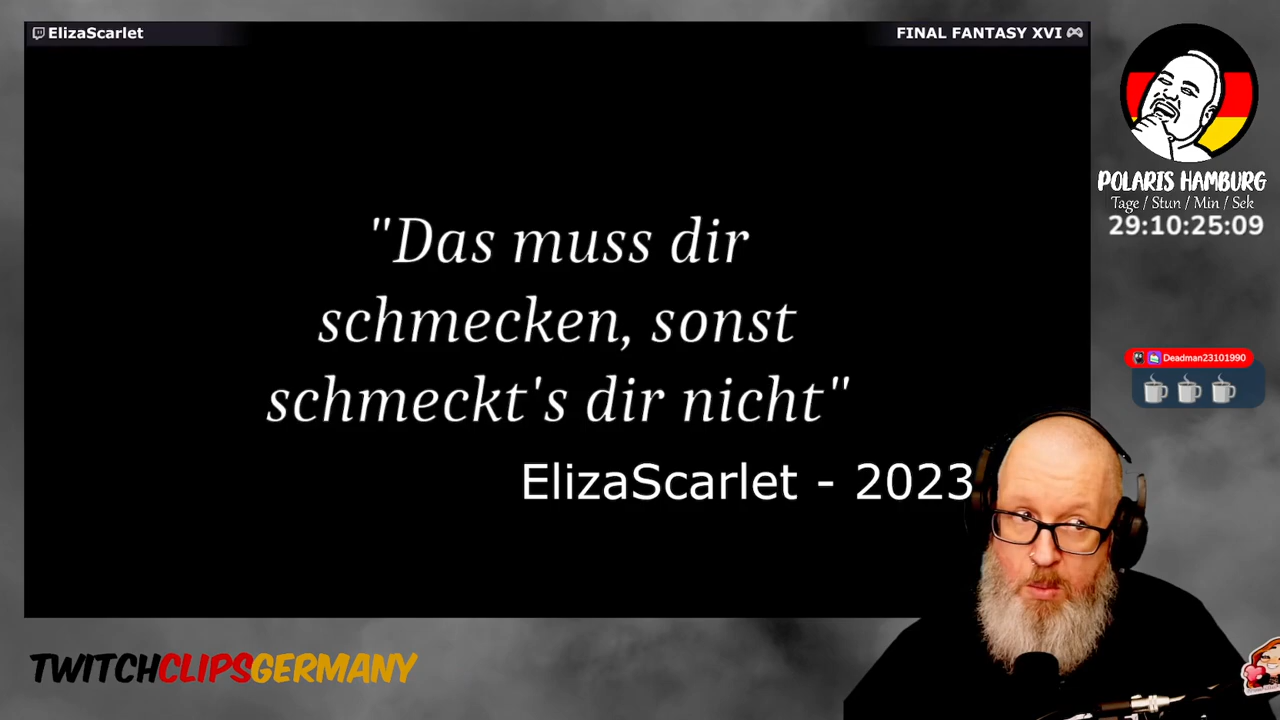 ElizaScarlet
FINAL FANTASY XVI
"Das muss dir
schmecken, sonst
schmeckt's dir nicht"
ElizaScarlet - 2023
POLARIS HAMBURG
Tage / Stun / Min / Sek
29:10:25:09
Deadman23101990
TWITCHCLIPSGERMANY